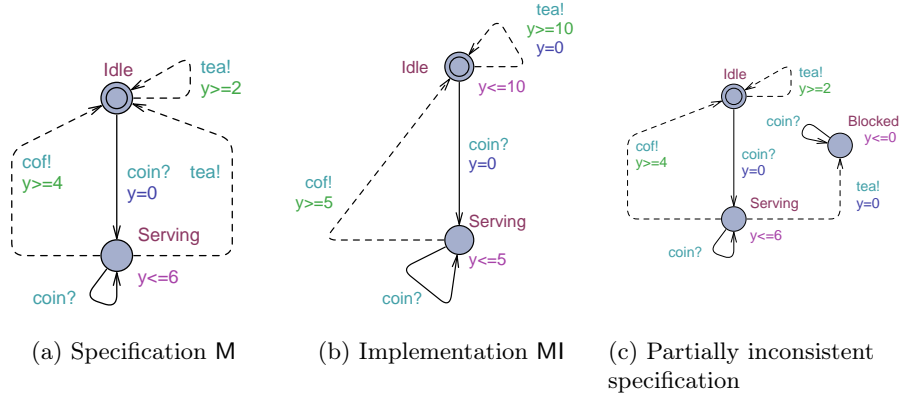 Idle
tea!
y>=2
cof!
y>=4
coin?
y=0
tea!
Serving
y<=6
coin?
(a) Specification M
tea!
y>=10
y=0
Idle
y<=10
coin?
y=0
cof!
y>=5
Serving
y<=5
coin?
(b) Implementation MI
Idle
tea!
y>=2
Blocked
y<=0
coin?
cof!
y>=4
coin?
y=0
tea!
y=0
Serving
y<=6
coin?
(c) Partially inconsistent
specification